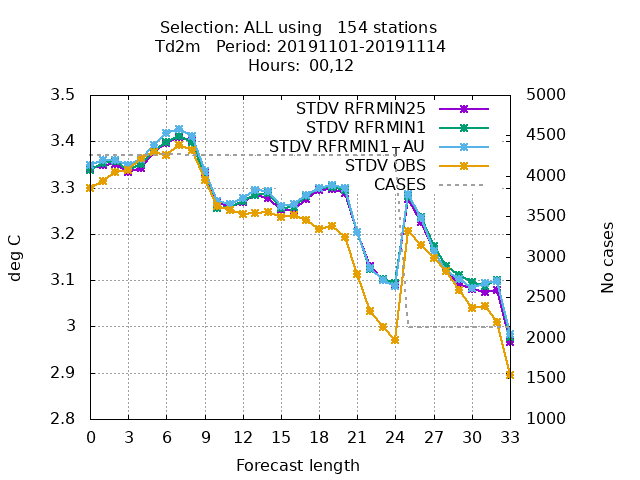 Selection: ALL using   154 stations
Td2m   Period: 20191101-20191114
Hours:  00,12
3.5
3.4
3.3
3.2
3.1
3
2.9
2.8
deg C
STDV RFRMIN25
STDV RFRMIN1
STDV RFRMIN1_AU
STDV OBS
CASES
5000
4500
4000
3500
3000
2500
2000
1500
1000
No cases
0 3 6 9 12 15 18 21 24 27 30 33
Forecast length